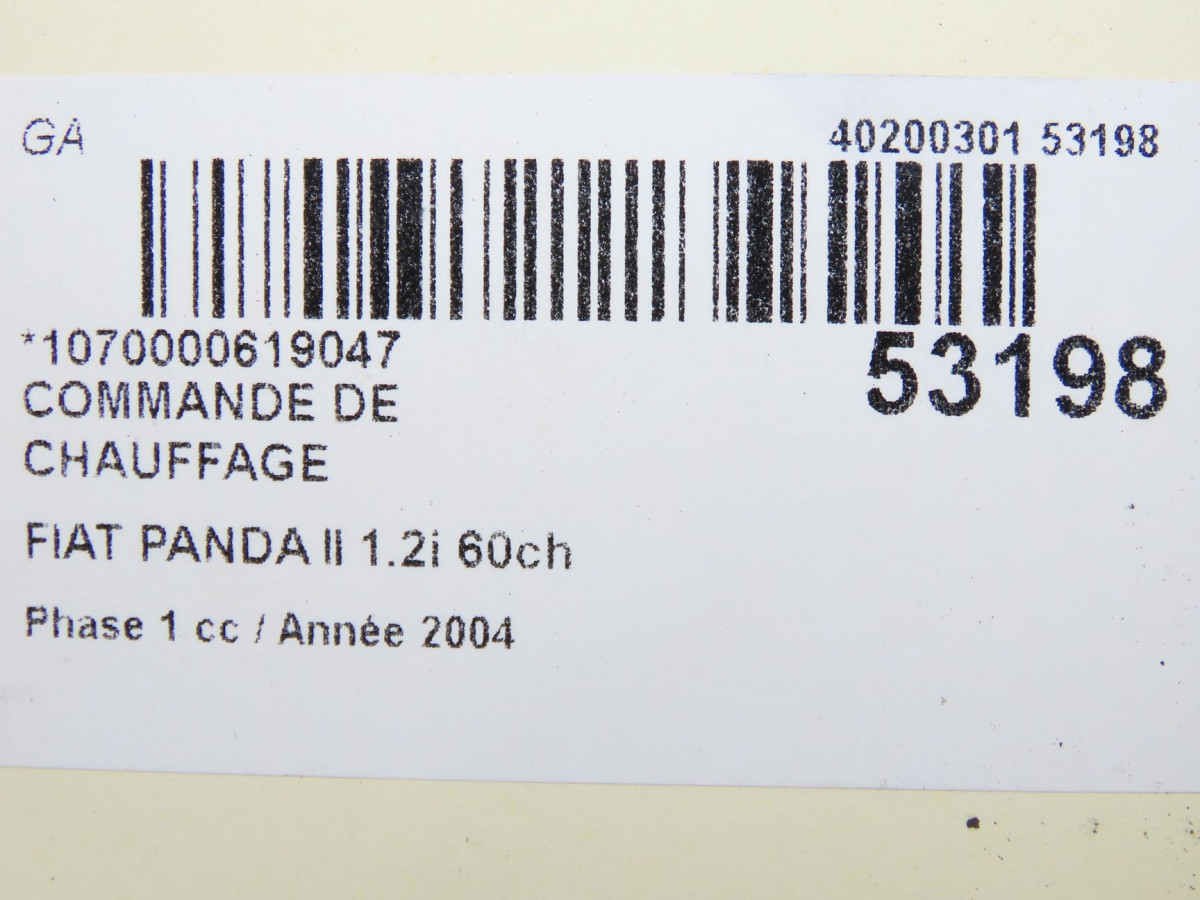 GA
40200301 53198
*1070000619047
53198
COMMANDE DE
CHAUFFAGE
FIAT PANDA II 1.2i 60ch
Phase 1 cc / Année 2004